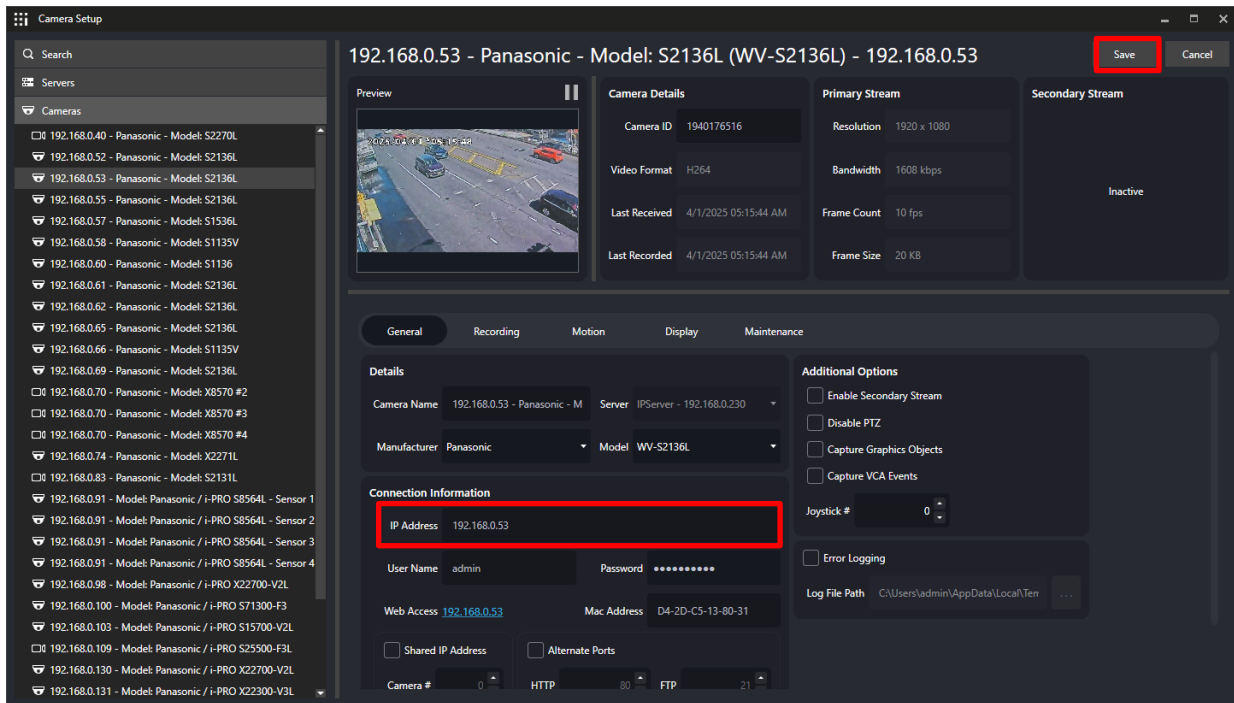 Camera Setup
Search
Servers
Cameras
192.168.0.40 - Panasonic - Model: S2270L
192.168.0.52 - Panasonic - Model: S2136L
192.168.0.53 - Panasonic - Model: S2136L
192.168.0.55 - Panasonic - Model: S2136L
192.168.0.57 - Panasonic - Model: S1536L
192.168.0.58 - Panasonic - Model: S1135V
192.168.0.60 - Panasonic - Model: S1136
192.168.0.61 - Panasonic - Model: S2136L
192.168.0.62 - Panasonic - Model: S2136L
192.168.0.65 - Panasonic - Model: S2136L
192.168.0.66 - Panasonic - Model: S1135V
192.168.0.69 - Panasonic - Model: S2136L
192.168.0.70 - Panasonic - Model: X8570 #2
192.168.0.70 - Panasonic - Model: X8570 #3
192.168.0.70 - Panasonic - Model: X8570 #4
192.168.0.74 - Panasonic - Model: X2271L
192.168.0.83 - Panasonic - Model: S2131L
192.168.0.91 - Model: Panasonic / i-PRO S8564L - Sensor 1
192.168.0.91 - Model: Panasonic / i-PRO S8564L - Sensor 2
192.168.0.91 - Model: Panasonic / i-PRO S8564L - Sensor 3
192.168.0.91 - Model: Panasonic / i-PRO S8564L - Sensor 4
192.168.0.98 - Model: Panasonic / i-PRO X22700-V2L
192.168.0.100 - Model: Panasonic / i-PRO S71300-F3
192.168.0.103 - Model: Panasonic / i-PRO S15700-V2L
192.168.0.109 - Model: Panasonic / i-PRO S25500-F3L
192.168.0.130 - Model: Panasonic / i-PRO X22700-V2L
192.168.0.131 - Model: Panasonic / i-PRO X22300-V3L
192.168.0.53 - Panasonic - Model: S2136L (WV-S2136L) - 192.168.0.53
Save
Cancel
Preview
Camera Details
Camera ID 1940176516
Video Format H264
Last Received 4/1/2025 05:15:44 AM
Last Recorded 4/1/2025 05:15:44 AM
Primary Stream
Resolution 1920 x 1080
Bandwidth 1608 kbps
Frame Count 10 fps
Frame Size 20 KB
Secondary Stream
Inactive
General Recording Motion Display Maintenance
Details
Camera Name 192.168.0.53 - Panasonic - M Server IPServer - 192.168.0.230
Manufacturer Panasonic Model WV-S2136L
Connection Information
IP Address 192.168.0.53
User Name admin Password ••••••••••
Web Access 192.168.0.53 Mac Address D4-2D-C5-13-80-31
Shared IP Address Alternate Ports
Camera # 0 HTTP 80 FTP 21
Additional Options
Enable Secondary Stream
Disable PTZ
Capture Graphics Objects
Capture VCA Events
Joystick # 0
Error Logging
Log File Path C:\Users\admin\AppData\Local\Ten ...